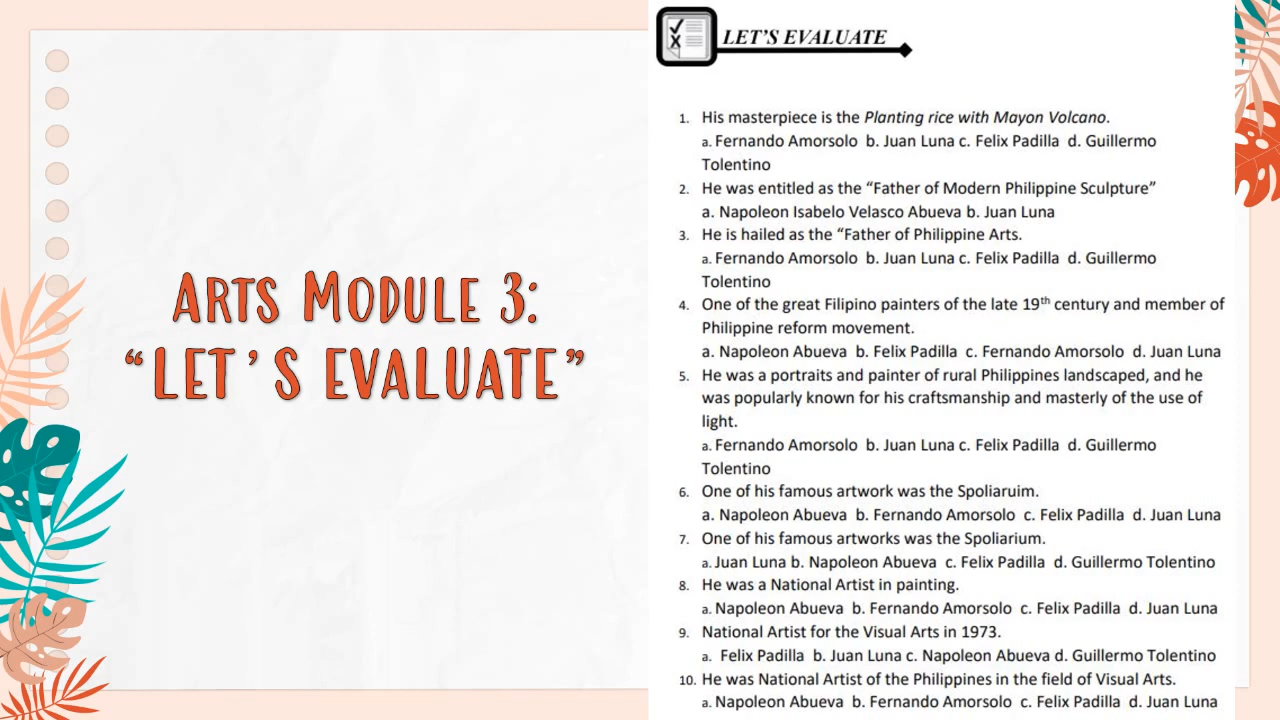 ARTS MODULE 3:
"LET'S EVALUATE"
LET'S EVALUATE
1. His masterpiece is the Planting rice with Mayon Volcano.
a. Fernando Amorsolo b. Juan Luna c. Felix Padilla d. Guillermo
Tolentino
2. He was entitled as the “Father of Modern Philippine Sculpture”
a. Napoleon Isabelo Velasco Abueva b. Juan Luna
3. He is hailed as the “Father of Philippine Arts.
a. Fernando Amorsolo b. Juan Luna c. Felix Padilla d. Guillermo
Tolentino
4. One of the great Filipino painters of the late 19th century and member of
Philippine reform movement.
a. Napoleon Abueva b. Felix Padilla c. Fernando Amorsolo d. Juan Luna
5. He was a portraits and painter of rural Philippines landscaped, and he
was popularly known for his craftsmanship and masterly of the use of
light.
a. Fernando Amorsolo b. Juan Luna c. Felix Padilla d. Guillermo
Tolentino
6. One of his famous artwork was the Spoliaruim.
a. Napoleon Abueva b. Fernando Amorsolo c. Felix Padilla d. Juan Luna
7. One of his famous artworks was the Spoliarium.
a. Juan Luna b. Napoleon Abueva c. Felix Padilla d. Guillermo Tolentino
8. He was a National Artist in painting.
a. Napoleon Abueva b. Fernando Amorsolo c. Felix Padilla d. Juan Luna
9. National Artist for the Visual Arts in 1973.
a. Felix Padilla b. Juan Luna c. Napoleon Abueva d. Guillermo Tolentino
10. He was National Artist of the Philippines in the field of Visual Arts.
a. Napoleon Abueva b. Fernando Amorsolo c. Felix Padilla d. Juan Luna